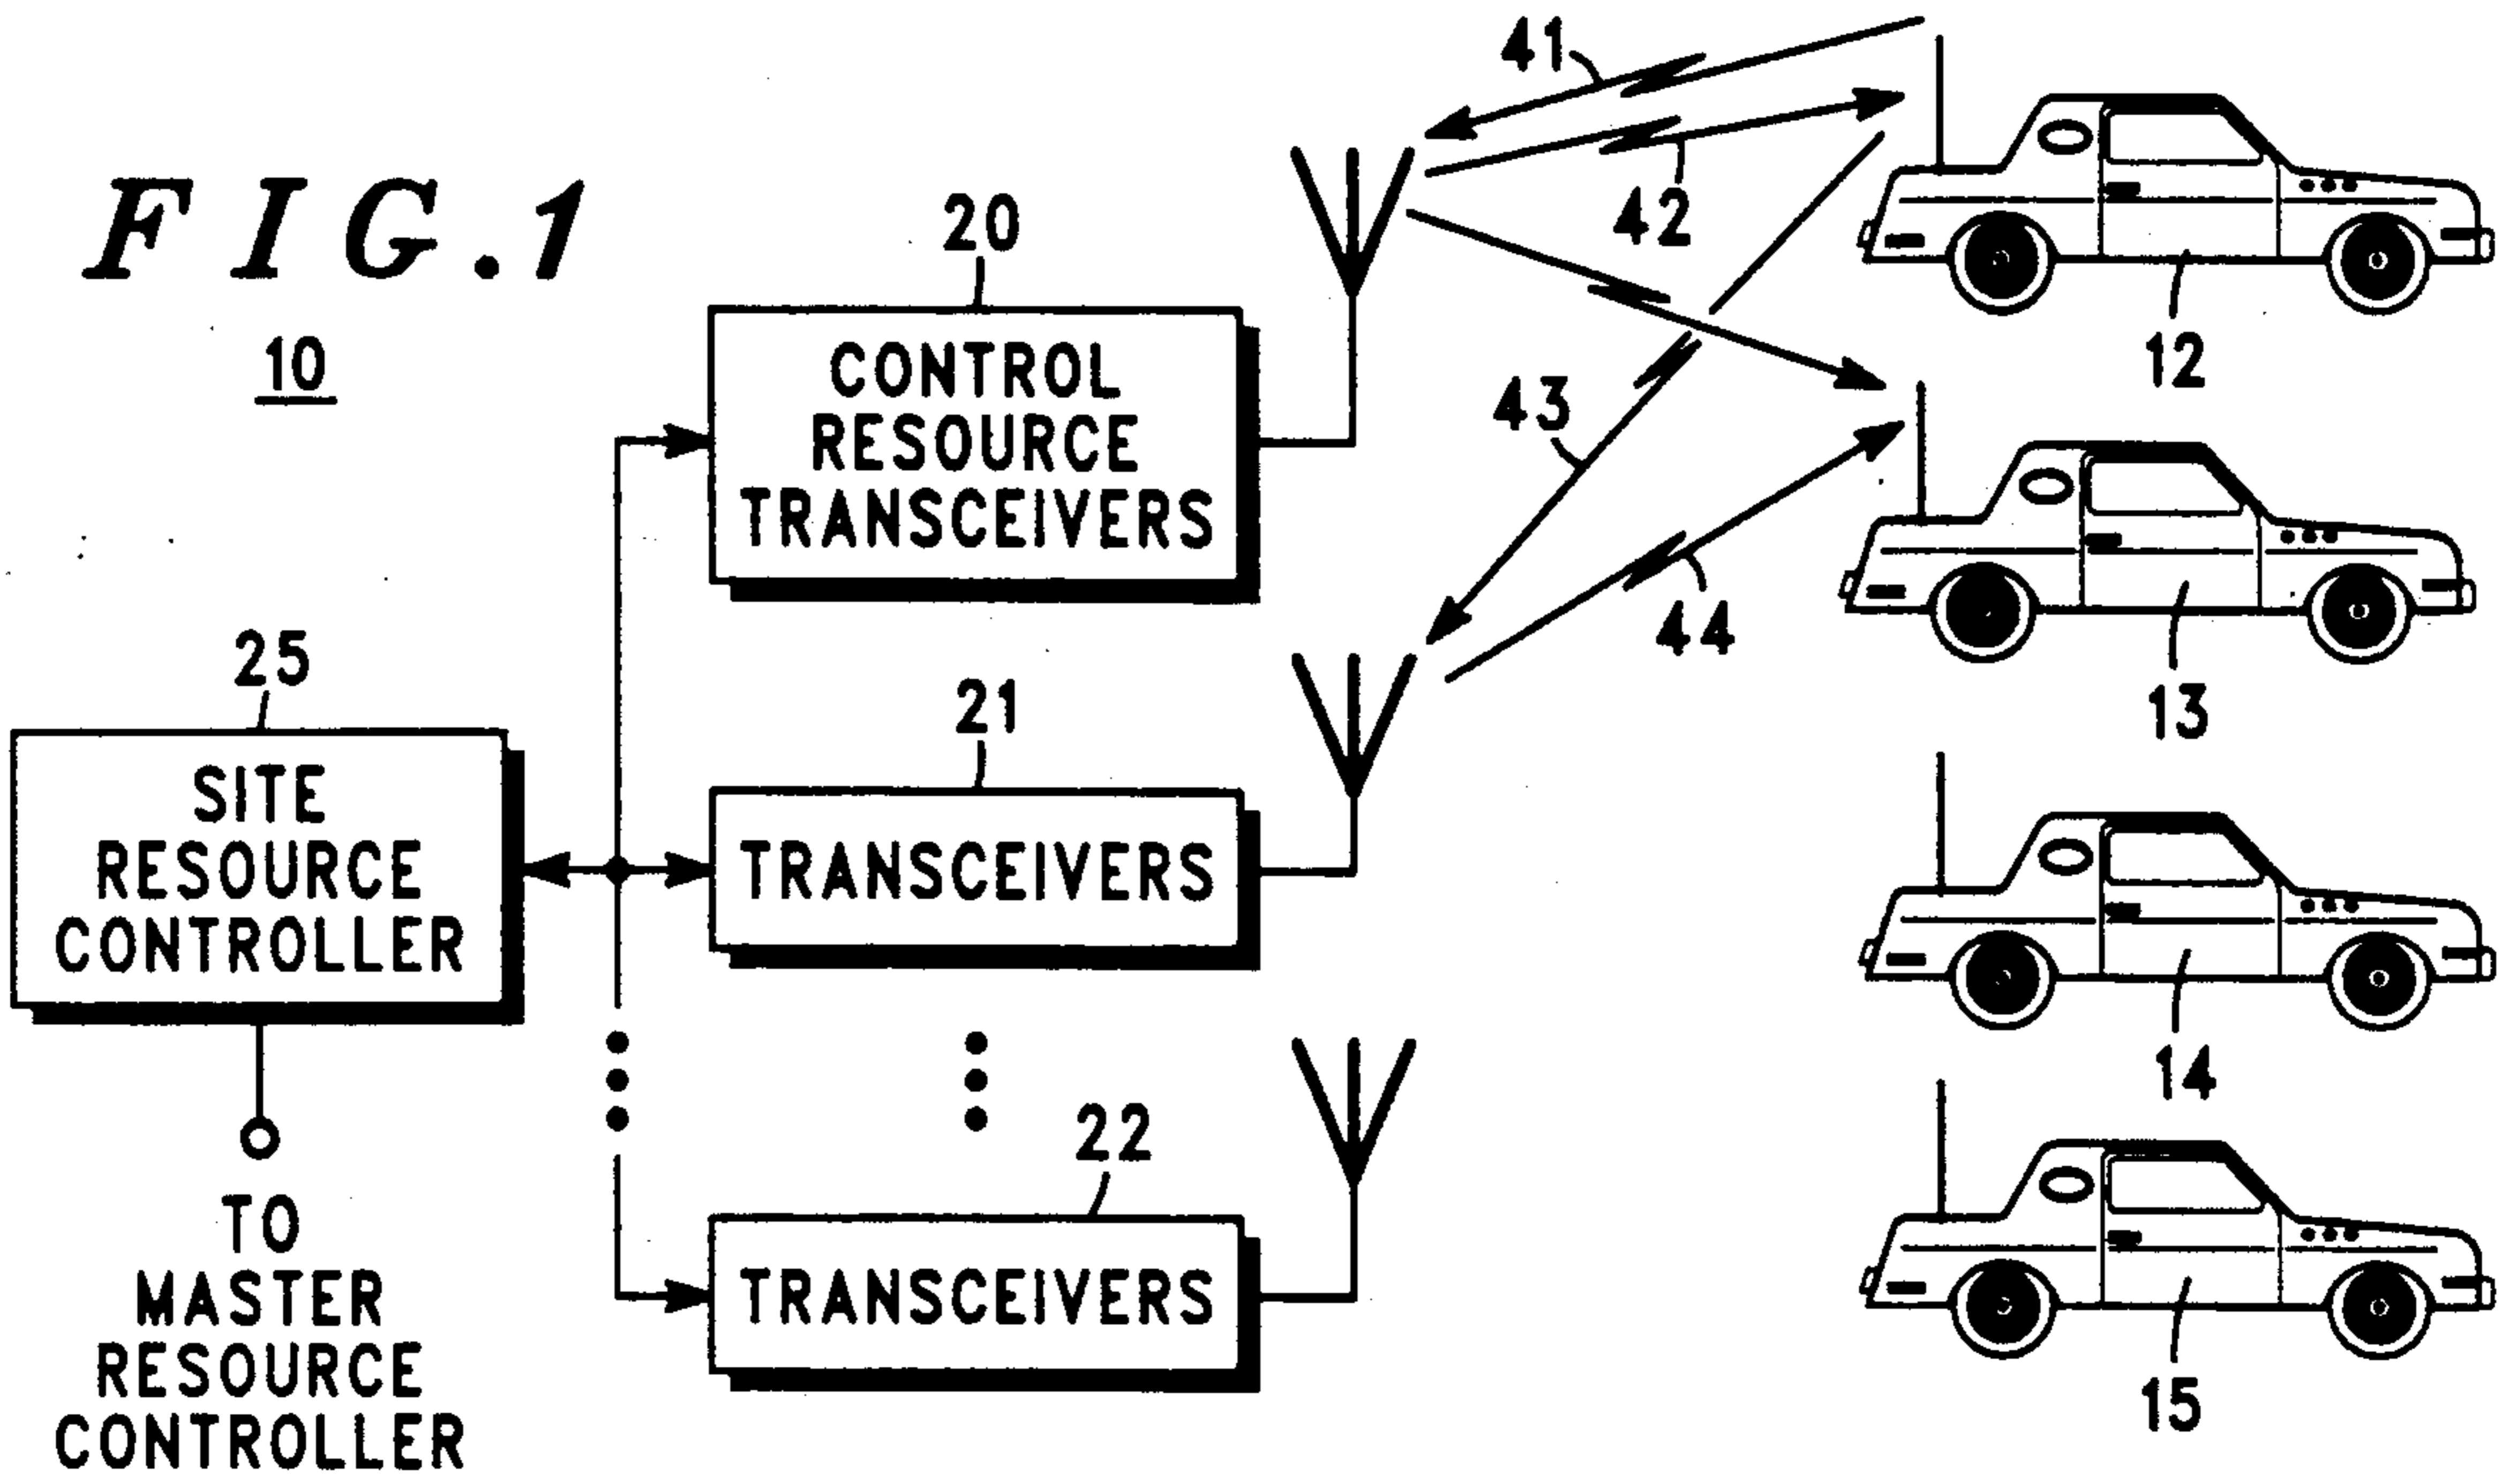 FIG.1
10
20
CONTROL
RESOURCE
TRANSCEIVERS
25
SITE
RESOURCE
CONTROLLER
TO
MASTER
RESOURCE
CONTROLLER
21
TRANSCEIVERS
22
TRANSCEIVERS
41
42
43
44
12
13
14
15